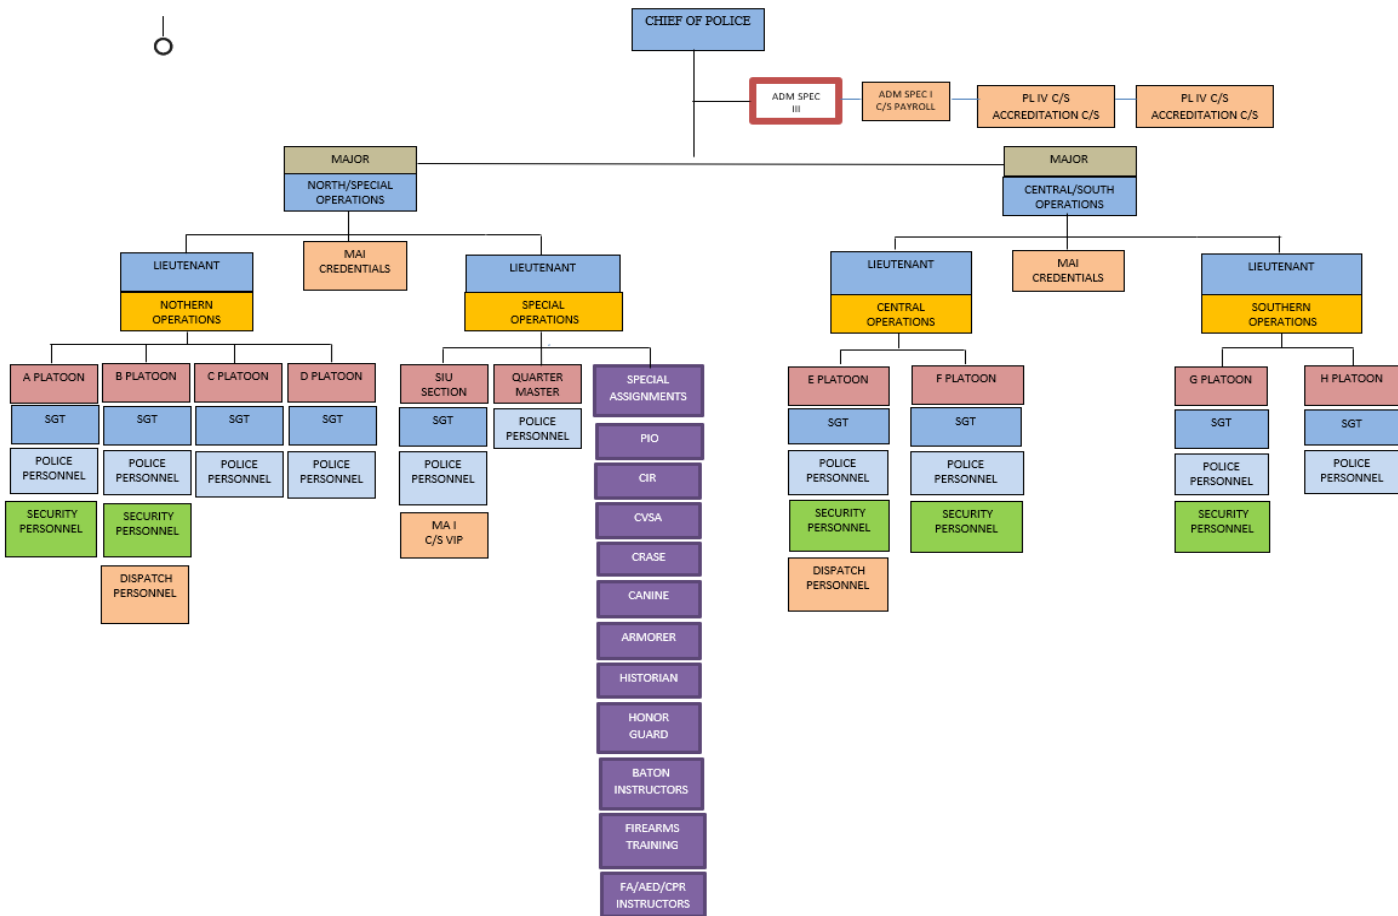 CHIEF OF POLICE
ADM SPEC
III
ADM SPEC I
C/S PAYROLL
PL IV C/S
ACCREDITATION C/S
PL IV C/S
ACCREDITATION C/S
MAJOR
NORTH/SPECIAL
OPERATIONS
MAJOR
CENTRAL/SOUTH
OPERATIONS
LIEUTENANT
NOTHERN
OPERATIONS
MAI
CREDENTIALS
LIEUTENANT
SPECIAL
OPERATIONS
LIEUTENANT
CENTRAL
OPERATIONS
MAI
CREDENTIALS
LIEUTENANT
SOUTHERN
OPERATIONS
A PLATOON
SGT
POLICE
PERSONNEL
SECURITY
PERSONNEL
B PLATOON
SGT
POLICE
PERSONNEL
SECURITY
PERSONNEL
DISPATCH
PERSONNEL
C PLATOON
SGT
POLICE
PERSONNEL
D PLATOON
SGT
POLICE
PERSONNEL
SIU
SECTION
SGT
POLICE
PERSONNEL
MA I
C/S VIP
QUARTER
MASTER
POLICE
PERSONNEL
SPECIAL
ASSIGNMENTS
PIO
CIR
CVSA
CRASE
CANINE
ARMORER
HISTORIAN
HONOR
GUARD
BATON
INSTRUCTORS
FIREARMS
TRAINING
FA/AED/CPR
INSTRUCTORS
E PLATOON
SGT
POLICE
PERSONNEL
SECURITY
PERSONNEL
DISPATCH
PERSONNEL
F PLATOON
SGT
POLICE
PERSONNEL
SECURITY
PERSONNEL
G PLATOON
SGT
POLICE
PERSONNEL
SECURITY
PERSONNEL
H PLATOON
SGT
POLICE
PERSONNEL